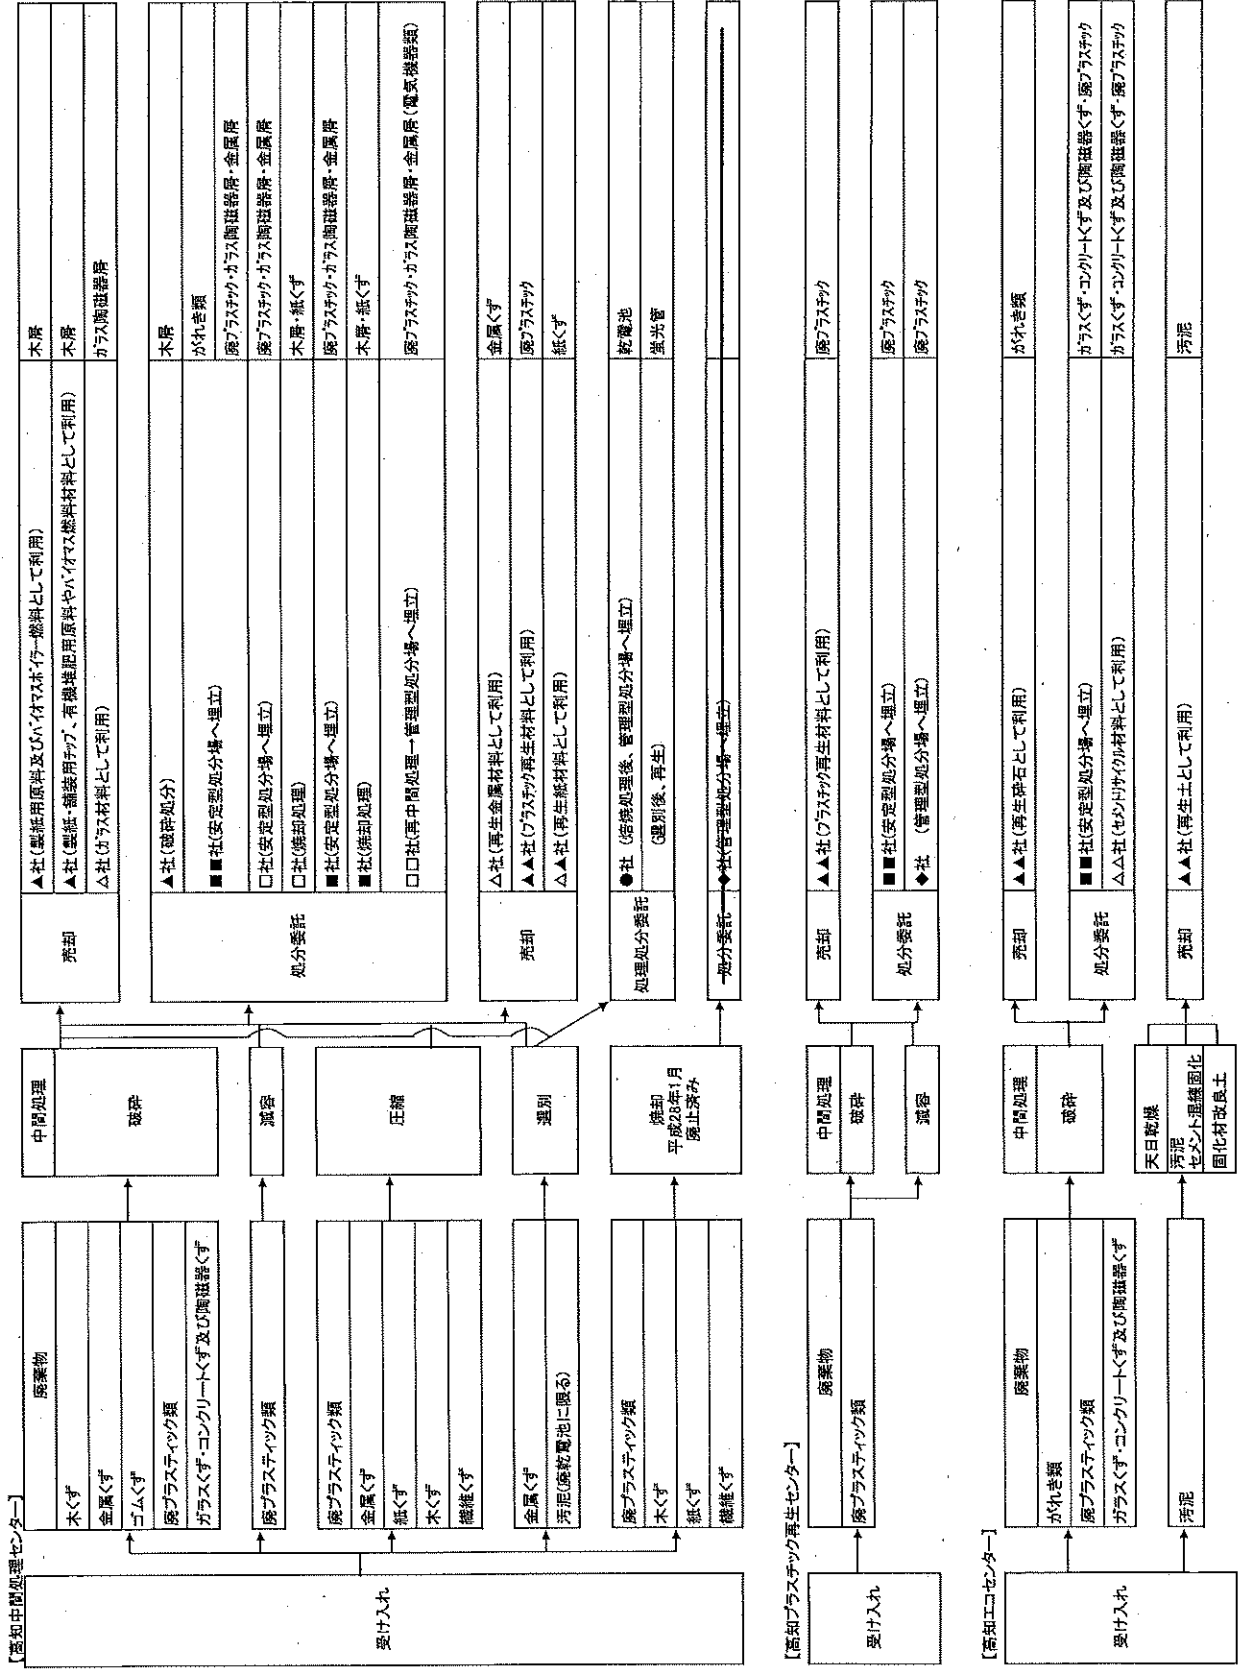 【高知中間処理センター】
受け入れ
廃棄物
木くず
金属くず
ゴムくず
廃プラスティック類
ガラスくず・コンクリートくず及び陶磁器くず
廃プラスティック類
廃プラスティック類
金属くず
紙くず
木くず
繊維くず
金属くず
汚泥(廃乾電池に限る)
廃プラスティック類
木くず
紙くず
繊維くず
中間処理
破砕
減容
圧縮
選別
焼却
平成28年1月
廃止済み
売却
▲社(製紙用原料及びバイオマスボイラー燃料として利用) 木屑
▲社(製紙・舗装用チップ、有機堆肥用原料やバイオマス燃料材料として利用) 木屑
△社(ガラス材料として利用) ガラス陶磁器屑
処分委託
▲社(破砕処分) 木屑
■■社(安定型処分場へ埋立) がれき類
廃プラスチック・ガラス陶磁器屑・金属屑
□社(安定型処分場へ埋立) 廃プラスチック・ガラス陶磁器屑・金属屑
□社(焼却処理) 木屑・紙くず
■社(安定型処分場へ埋立) 廃プラスチック・ガラス陶磁器屑・金属屑
■社(焼却処理) 木屑・紙くず
□□社(再中間処理→管理型処分場へ埋立) 廃プラスチック・ガラス陶磁器屑・金属屑(電気機器類)
売却
△社(再生金属材料として利用) 金属くず
▲▲社(プラスチック再生材料として利用) 廃プラスチック
△▲社(再生紙材料として利用) 紙くず
処理処分委託
●社 (焙焼処理後、管理型処分場へ埋立) 乾電池
(選別後、再生) 蛍光管
処分委託 ◆社(管理型処分場へ埋立)
【高知プラスチック再生センター】
受け入れ
廃棄物
廃プラスティック類
中間処理
破砕
減容
売却 ▲▲社(プラスチック再生材料として利用) 廃プラスチック
処分委託
■■社(安定型処分場へ埋立) 廃プラスチック
◆社 (管理型処分場へ埋立) 廃プラスチック
【高知エコセンター】
受け入れ
廃棄物
がれき類
廃プラスティック類
ガラスくず・コンクリートくず及び陶磁器くず
汚泥
中間処理
破砕
天日乾燥
汚泥
セメント混練固化
固化材改良土
売却 ▲▲社(再生砕石として利用) がれき類
処分委託
■■社(安定型処分場へ埋立) ガラスくず・コンクリートくず及び陶磁器くず・廃プラスチック
△△社(セメントリサイクル材料として利用) ガラスくず・コンクリートくず及び陶磁器くず・廃プラスチック
売却 ▲▲社(再生土として利用) 汚泥